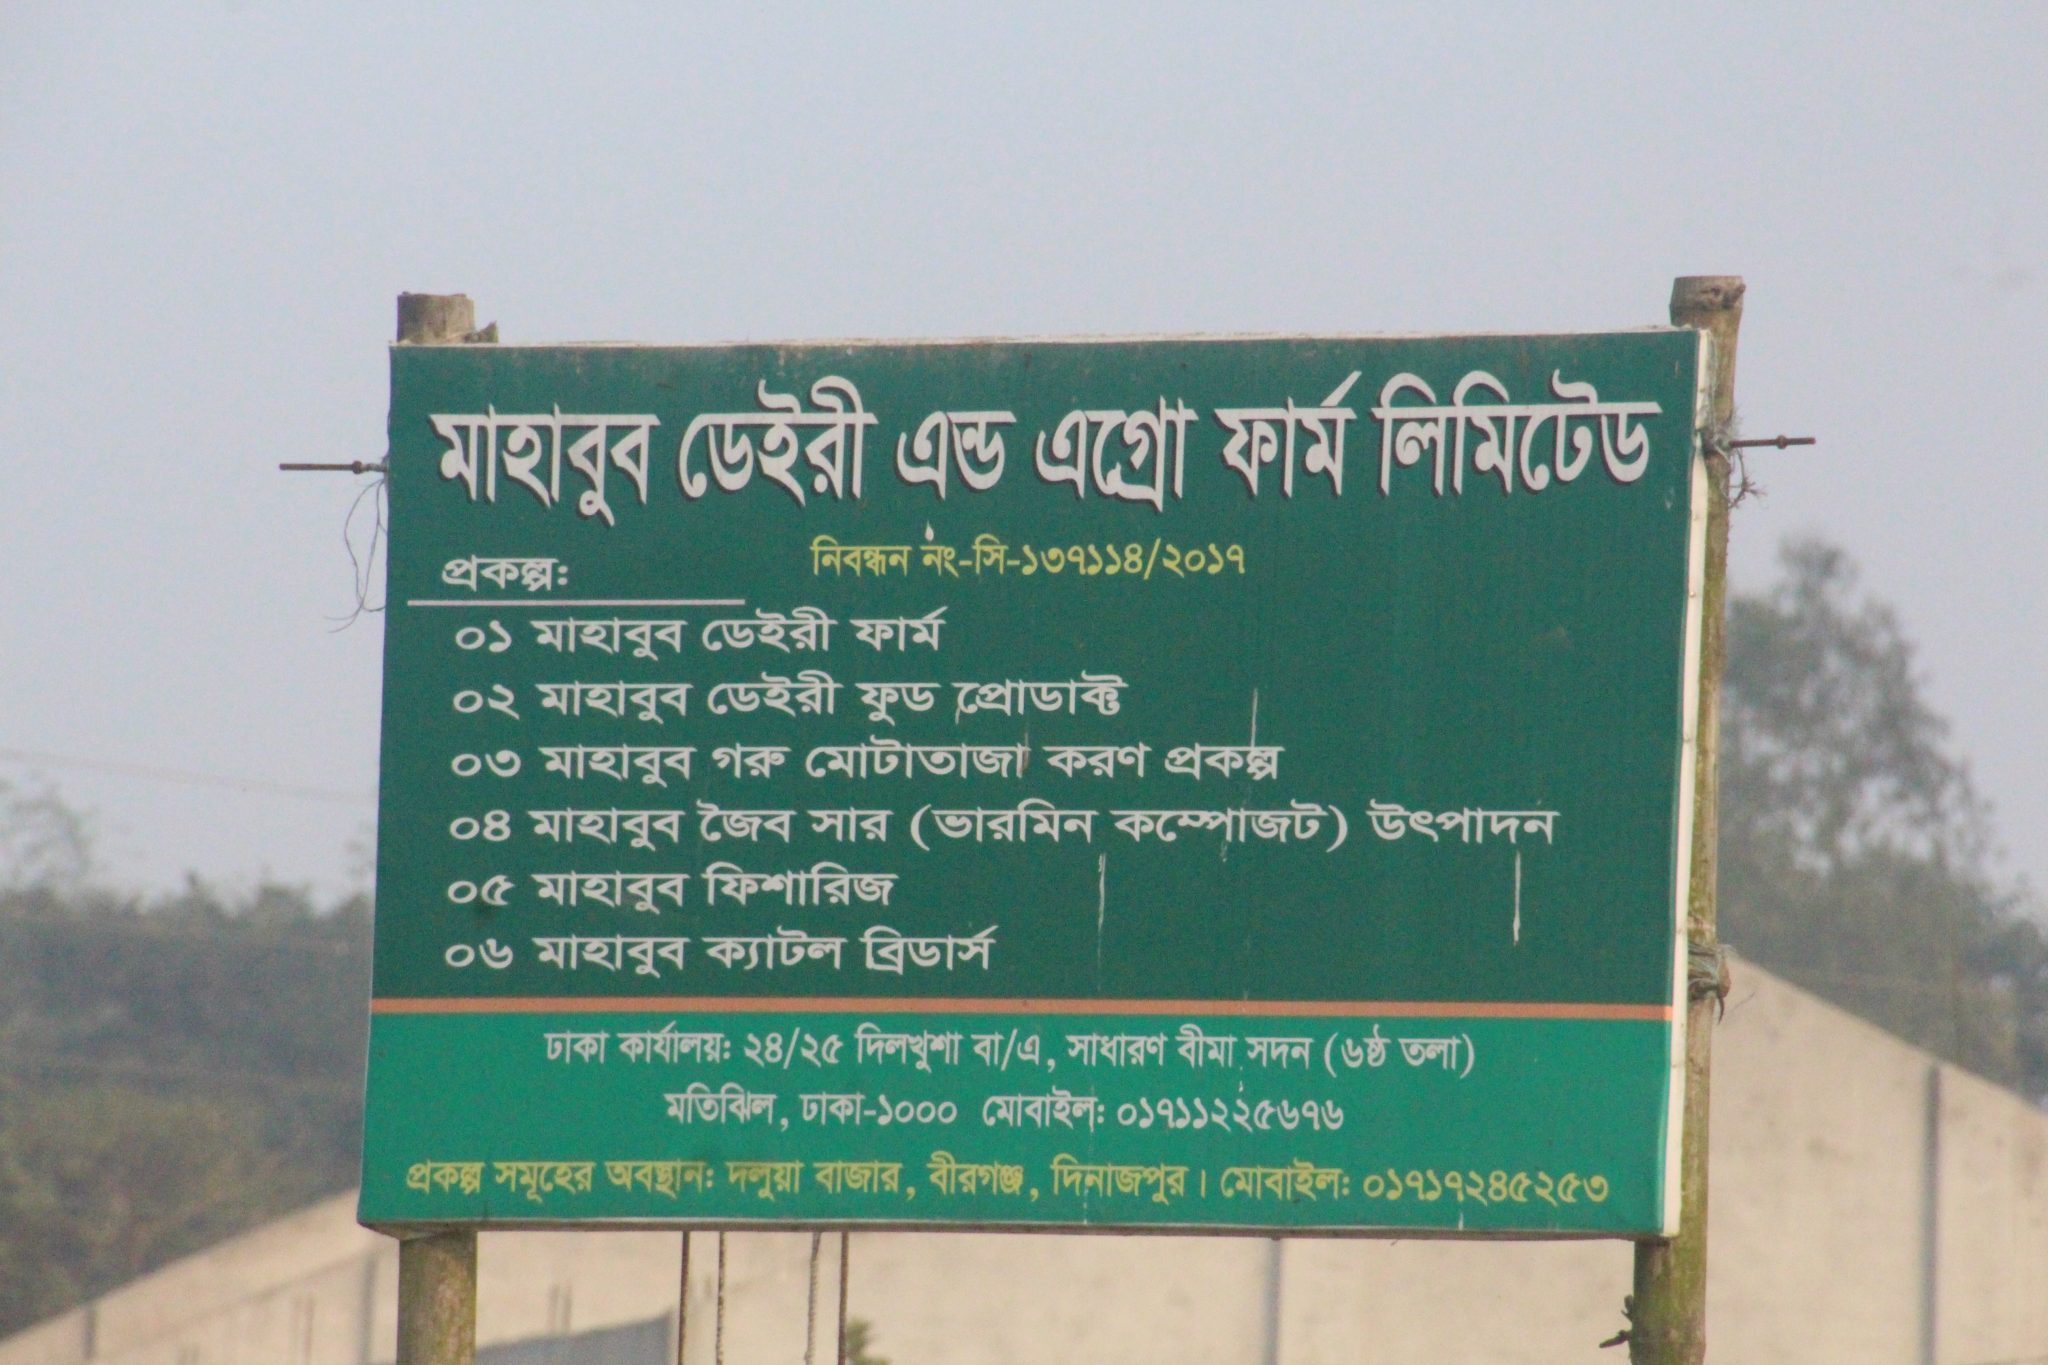 মাহাবুব ডেইরী এন্ড এগ্রো ফার্ম লিমিটেড
নিবন্ধন নং-সি-১৩৭১১৪/২০১৭
প্রকল্প:
০১ মাহাবুব ডেইরী ফার্ম
০২ মাহাবুব ডেইরী ফুড প্রোডাক্ট
০৩ মাহাবুব গরু মোটাতাজা করণ প্রকল্প
০৪ মাহাবুব জৈব সার (ভারমিন কম্পোজট) উৎপাদন
০৫ মাহাবুব ফিশারিজ
০৬ মাহাবুব ক্যাটল ব্রিডার্স
ঢাকা কার্যালয়: ২৪/২৫ দিলখুশা বা/এ, সাধারণ বীমা সদন (৬ষ্ঠ তলা)
মতিঝিল, ঢাকা-১০০০ মোবাইল: ০১৭১১২২৫৬৭৬
প্রকল্প সমূহের অবস্থান: দলুয়া বাজার, বীরগঞ্জ, দিনাজপুর। মোবাইল: ০১৭১৭২৪৫২৫৩